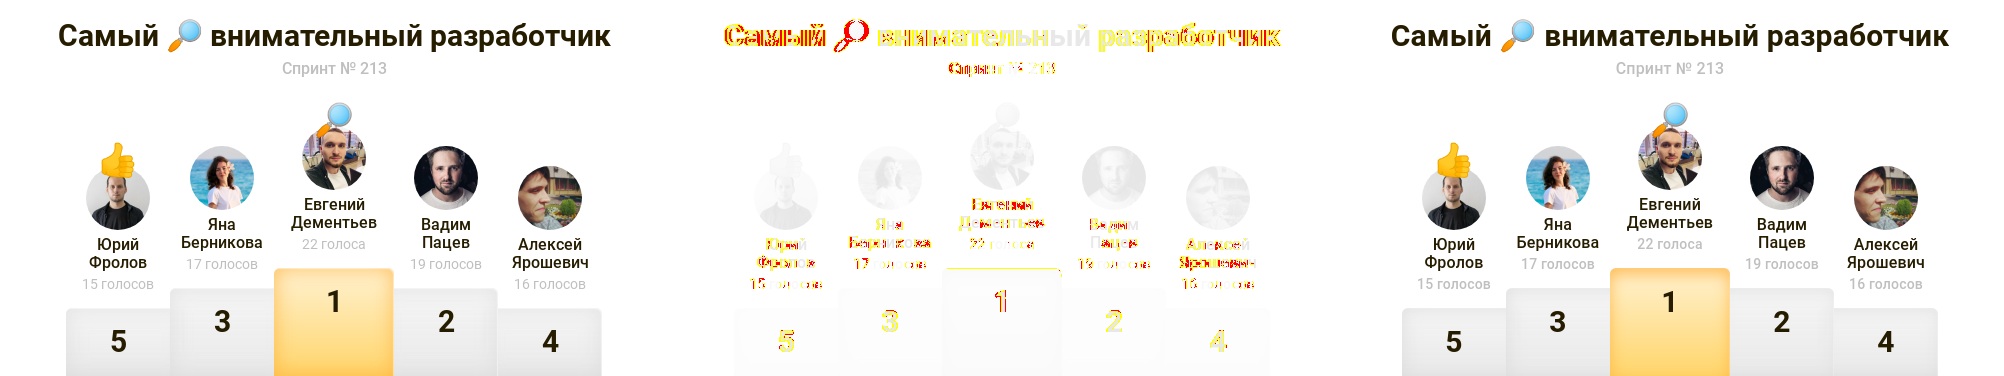 Самый 🔎 внимательный разработчик
Спринт № 213
Евгений
Дементьев
22 голоса
Яна
Берникова
17 голосов
Вадим
Пацев
19 голосов
Юрий
Фролов
15 голосов
Алексей
Ярошевич
16 голосов
1
3
2
5
4
Самый внимательный разработчик
Спринт № 213
Евгений
Дементьев
22 голоса
Яна
Берникова
17 голосов
Вадим
Пацев
19 голосов
Юрий
Фролов
15 голосов
Алексей
Ярошевич
16 голосов
1
3
2
5
4
Самый 🔎 внимательный разработчик
Спринт № 213
Евгений
Дементьев
22 голоса
Яна
Берникова
17 голосов
Вадим
Пацев
19 голосов
Юрий
Фролов
15 голосов
Алексей
Ярошевич
16 голосов
1
3
2
5
4